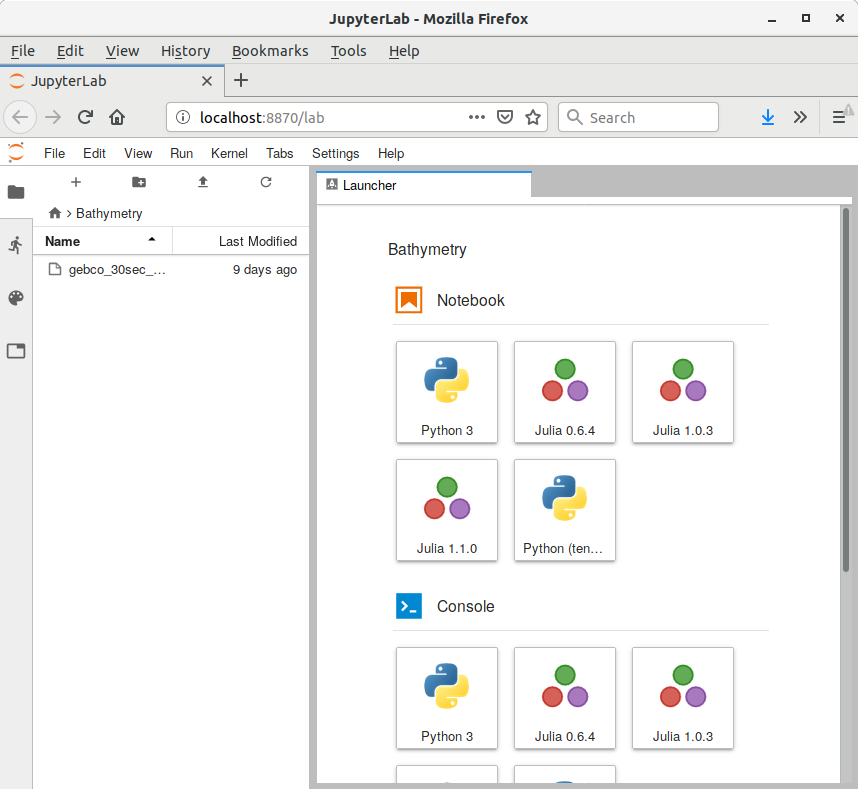 JupyterLab - Mozilla Firefox
File Edit View History Bookmarks Tools Help
JupyterLab
localhost:8870/lab
Search
File Edit View Run Kernel Tabs Settings Help
Launcher
Bathymetry
Name Last Modified
gebco_30sec_... 9 days ago
Bathymetry
Notebook
Python 3 Julia 0.6.4 Julia 1.0.3
Julia 1.1.0 Python (ten...
Console
Python 3 Julia 0.6.4 Julia 1.0.3